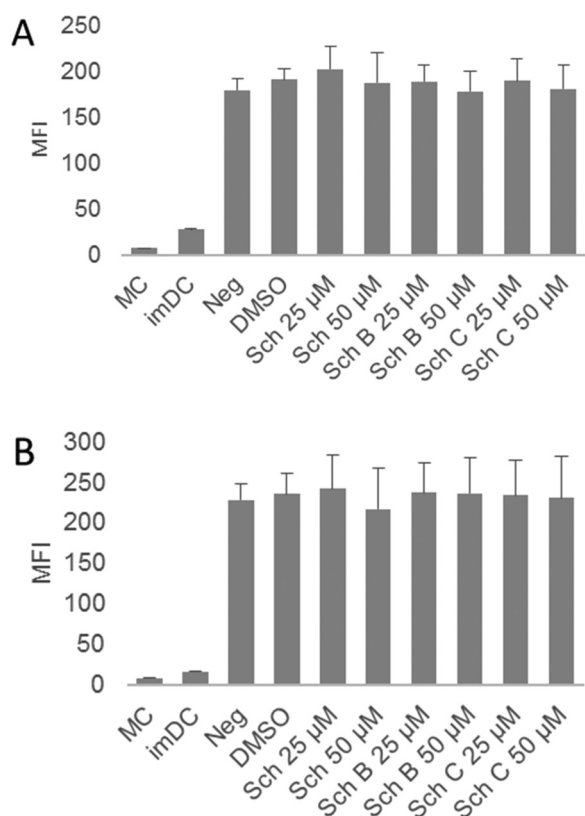 A
MFI
250
200
150
100
50
0
MC
imDC
Neg
DMSO
Sch 25 µM
Sch 50 µM
Sch B 25 µM
Sch B 50 µM
Sch C 25 µM
Sch C 50 µM
B
MFI
300
250
200
150
100
50
0
MC
imDC
Neg
DMSO
Sch 25 µM
Sch 50 µM
Sch B 25 µM
Sch B 50 µM
Sch C 25 µM
Sch C 50 µM